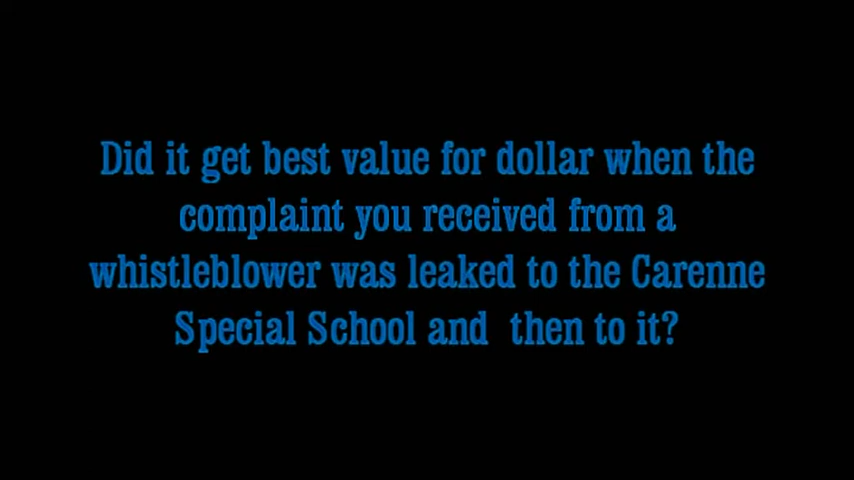 Did it get best value for dollar when the
complaint you received from a
whistleblower was leaked to the Carenne
Special School and  then to it?